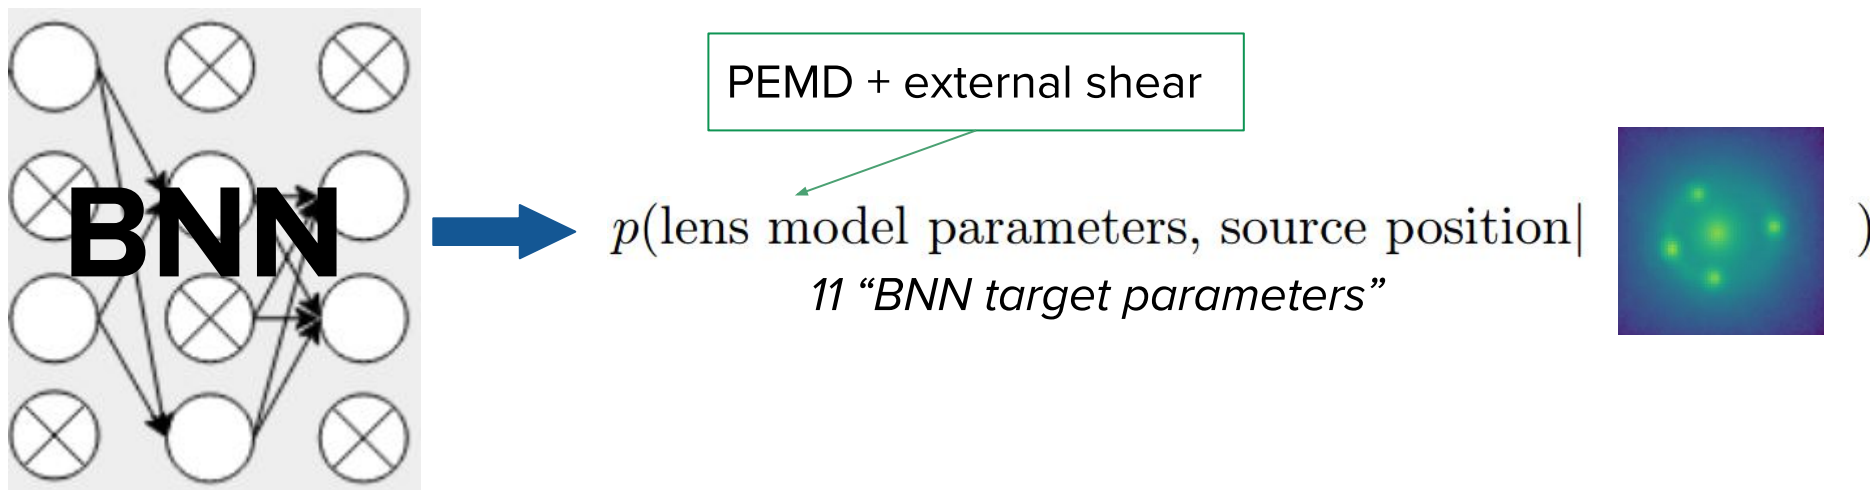 BNN
PEMD + external shear
p(lens model parameters, source position| )
11 “BNN target parameters”